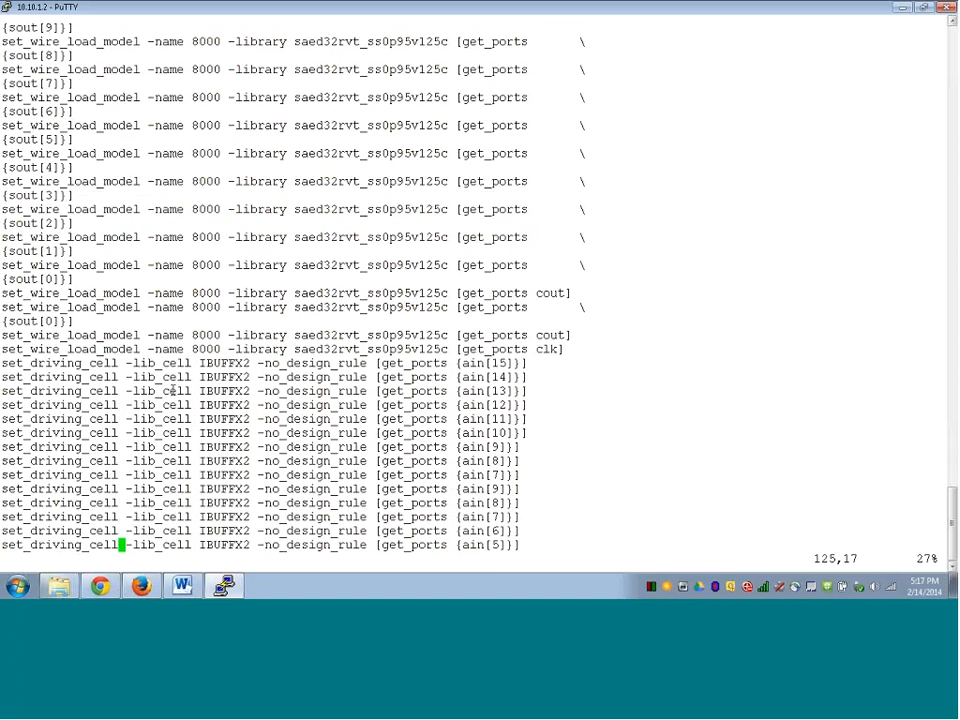 10.10.1.2 - PuTTY
{sout[9]}]
set_wire_load_model -name 8000 -library saed32rvt_ss0p95v125c [get_ports \
{sout[8]}]
set_wire_load_model -name 8000 -library saed32rvt_ss0p95v125c [get_ports \
{sout[7]}]
set_wire_load_model -name 8000 -library saed32rvt_ss0p95v125c [get_ports \
{sout[6]}]
set_wire_load_model -name 8000 -library saed32rvt_ss0p95v125c [get_ports \
{sout[5]}]
set_wire_load_model -name 8000 -library saed32rvt_ss0p95v125c [get_ports \
{sout[4]}]
set_wire_load_model -name 8000 -library saed32rvt_ss0p95v125c [get_ports \
{sout[3]}]
set_wire_load_model -name 8000 -library saed32rvt_ss0p95v125c [get_ports \
{sout[2]}]
set_wire_load_model -name 8000 -library saed32rvt_ss0p95v125c [get_ports \
{sout[1]}]
set_wire_load_model -name 8000 -library saed32rvt_ss0p95v125c [get_ports \
{sout[0]}]
set_wire_load_model -name 8000 -library saed32rvt_ss0p95v125c [get_ports cout]
set_wire_load_model -name 8000 -library saed32rvt_ss0p95v125c [get_ports \
{sout[0]}]
set_wire_load_model -name 8000 -library saed32rvt_ss0p95v125c [get_ports cout]
set_wire_load_model -name 8000 -library saed32rvt_ss0p95v125c [get_ports clk]
set_driving_cell -lib_cell IBUFFX2 -no_design_rule [get_ports {ain[15]}]
set_driving_cell -lib_cell IBUFFX2 -no_design_rule [get_ports {ain[14]}]
set_driving_cell -lib_cell IBUFFX2 -no_design_rule [get_ports {ain[13]}]
set_driving_cell -lib_cell IBUFFX2 -no_design_rule [get_ports {ain[12]}]
set_driving_cell -lib_cell IBUFFX2 -no_design_rule [get_ports {ain[11]}]
set_driving_cell -lib_cell IBUFFX2 -no_design_rule [get_ports {ain[10]}]
set_driving_cell -lib_cell IBUFFX2 -no_design_rule [get_ports {ain[9]}]
set_driving_cell -lib_cell IBUFFX2 -no_design_rule [get_ports {ain[8]}]
set_driving_cell -lib_cell IBUFFX2 -no_design_rule [get_ports {ain[7]}]
set_driving_cell -lib_cell IBUFFX2 -no_design_rule [get_ports {ain[9]}]
set_driving_cell -lib_cell IBUFFX2 -no_design_rule [get_ports {ain[8]}]
set_driving_cell -lib_cell IBUFFX2 -no_design_rule [get_ports {ain[7]}]
set_driving_cell -lib_cell IBUFFX2 -no_design_rule [get_ports {ain[6]}]
set_driving_cell -lib_cell IBUFFX2 -no_design_rule [get_ports {ain[5]}]
125,17 27%
5:17 PM
2/14/2014